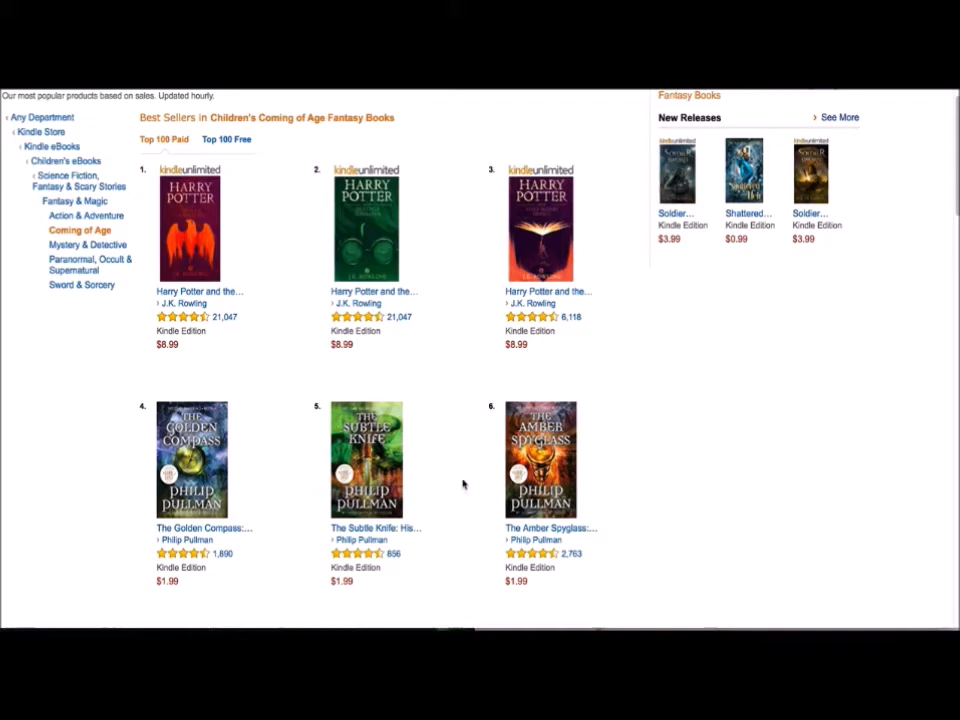 Our most popular products based on sales. Updated hourly.
‹ Any Department
‹ Kindle Store
‹ Kindle eBooks
‹ Children's eBooks
‹ Science Fiction,
Fantasy & Scary Stories
Fantasy & Magic
Action & Adventure
Coming of Age
Mystery & Detective
Paranormal, Occult &
Supernatural
Sword & Sorcery
Best Sellers in Children's Coming of Age Fantasy Books
Top 100 Paid Top 100 Free
1. kindleunlimited
HARRY
POTTER
Harry Potter and the…
› J.K. Rowling
21,047
Kindle Edition
$8.99
2. kindleunlimited
HARRY
POTTER
J.K. ROWLING
Harry Potter and the…
› J.K. Rowling
21,047
Kindle Edition
$8.99
3. kindleunlimited
HARRY
POTTER
J.K. ROWLING
Harry Potter and the…
› J.K. Rowling
6,118
Kindle Edition
$8.99
4.
THE
GOLDEN
COMPASS
PHILIP
PULLMAN
The Golden Compass:…
› Philip Pullman
1,890
Kindle Edition
$1.99
5.
THE
SUBTLE
KNIFE
PHILIP
PULLMAN
The Subtle Knife: His…
› Philip Pullman
856
Kindle Edition
$1.99
6.
THE
AMBER
SPYGLASS
PHILIP
PULLMAN
The Amber Spyglass:…
› Philip Pullman
2,763
Kindle Edition
$1.99
Fantasy Books
New Releases › See More
kindleunlimited
Soldier…
Kindle Edition
$3.99
Shattered Heir
Shattered…
Kindle Edition
$0.99
kindleunlimited
Soldier…
Kindle Edition
$3.99